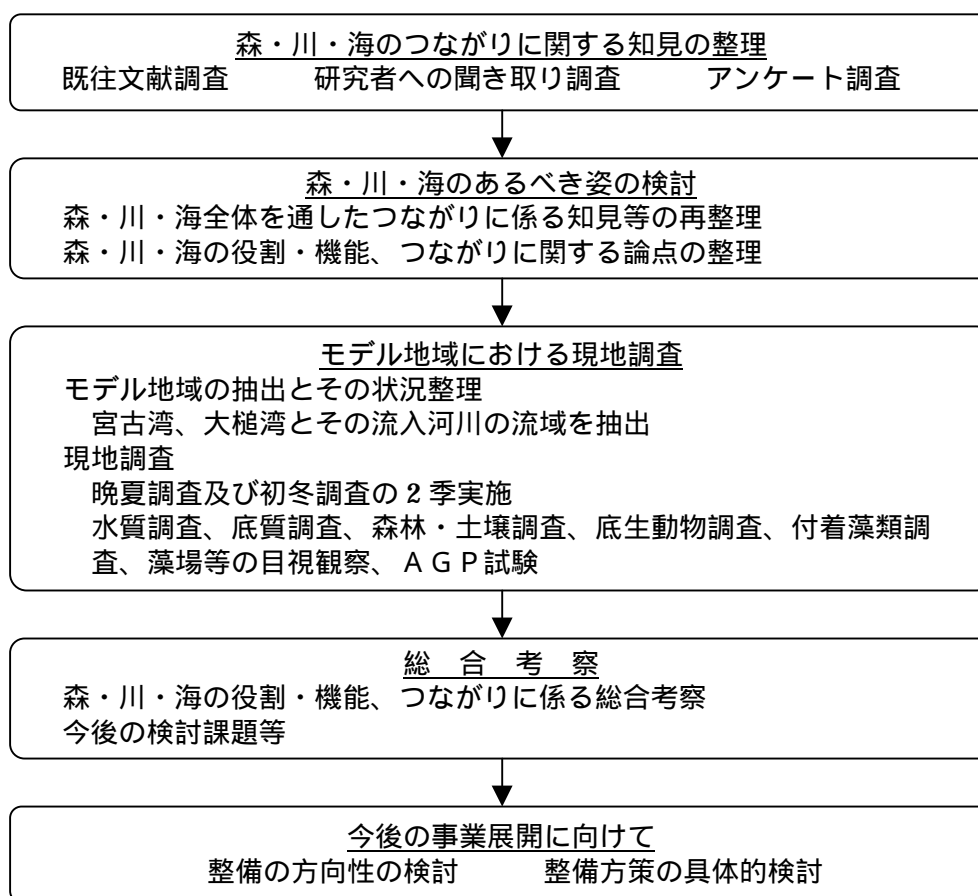 森・川・海のつながりに関する知見の整理
既往文献調査　　　研究者への聞き取り調査　　　アンケート調査
森・川・海のあるべき姿の検討
森・川・海全体を通したつながりに係る知見等の再整理
森・川・海の役割・機能、つながりに関する論点の整理
モデル地域における現地調査
モデル地域の抽出とその状況整理
宮古湾、大槌湾とその流入河川の流域を抽出
現地調査
晩夏調査及び初冬調査の２季実施
水質調査、底質調査、森林・土壌調査、底生動物調査、付着藻類調
査、藻場等の目視観察、ＡＧＰ試験
総　合　考　察
森・川・海の役割・機能、つながりに係る総合考察
今後の検討課題等
今後の事業展開に向けて
整備の方向性の検討　　　整備方策の具体的検討